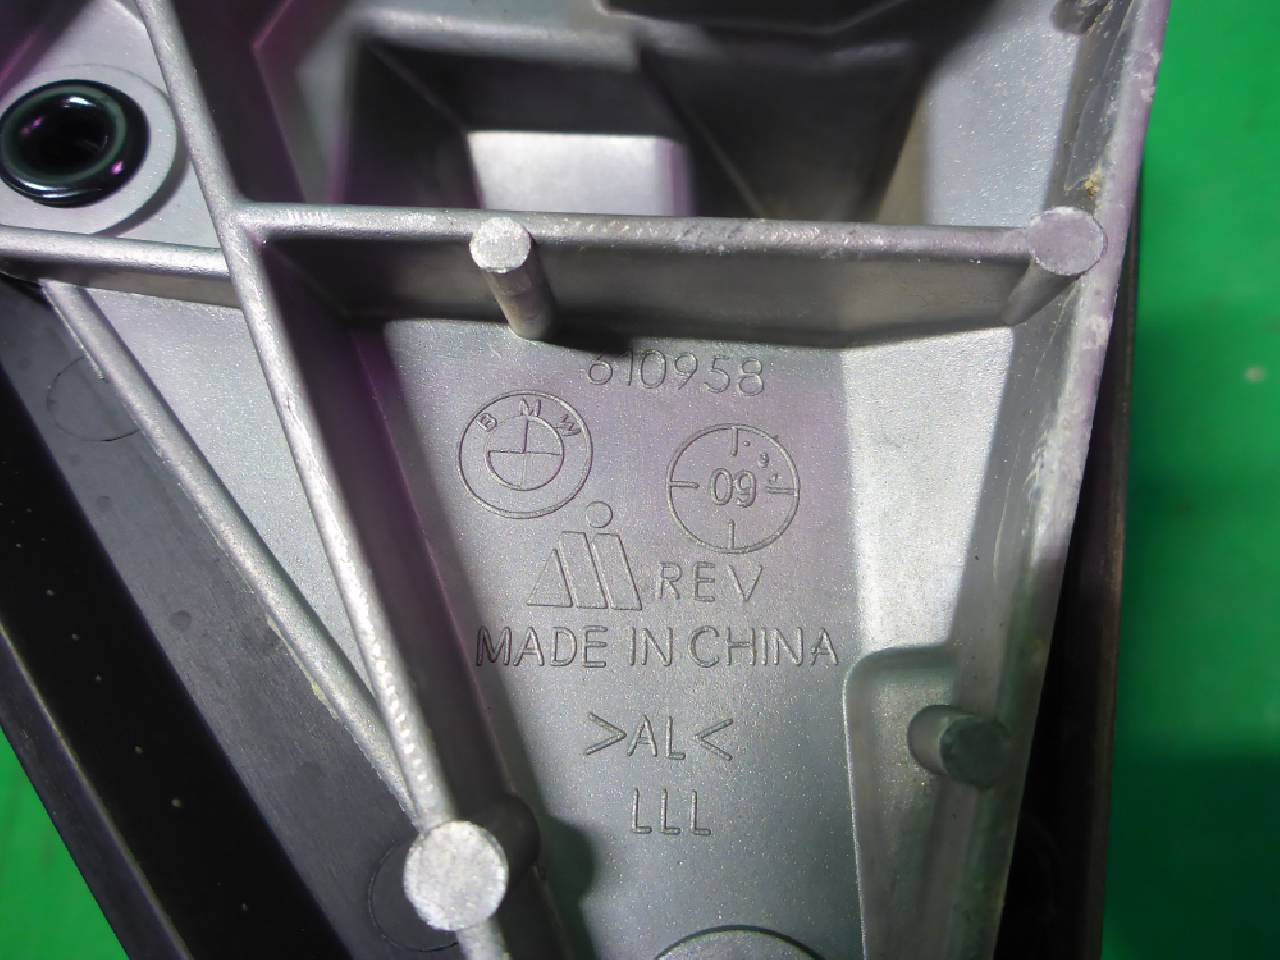 610958
BMW
09
REV
MADE IN CHINA
>AL<
LLL